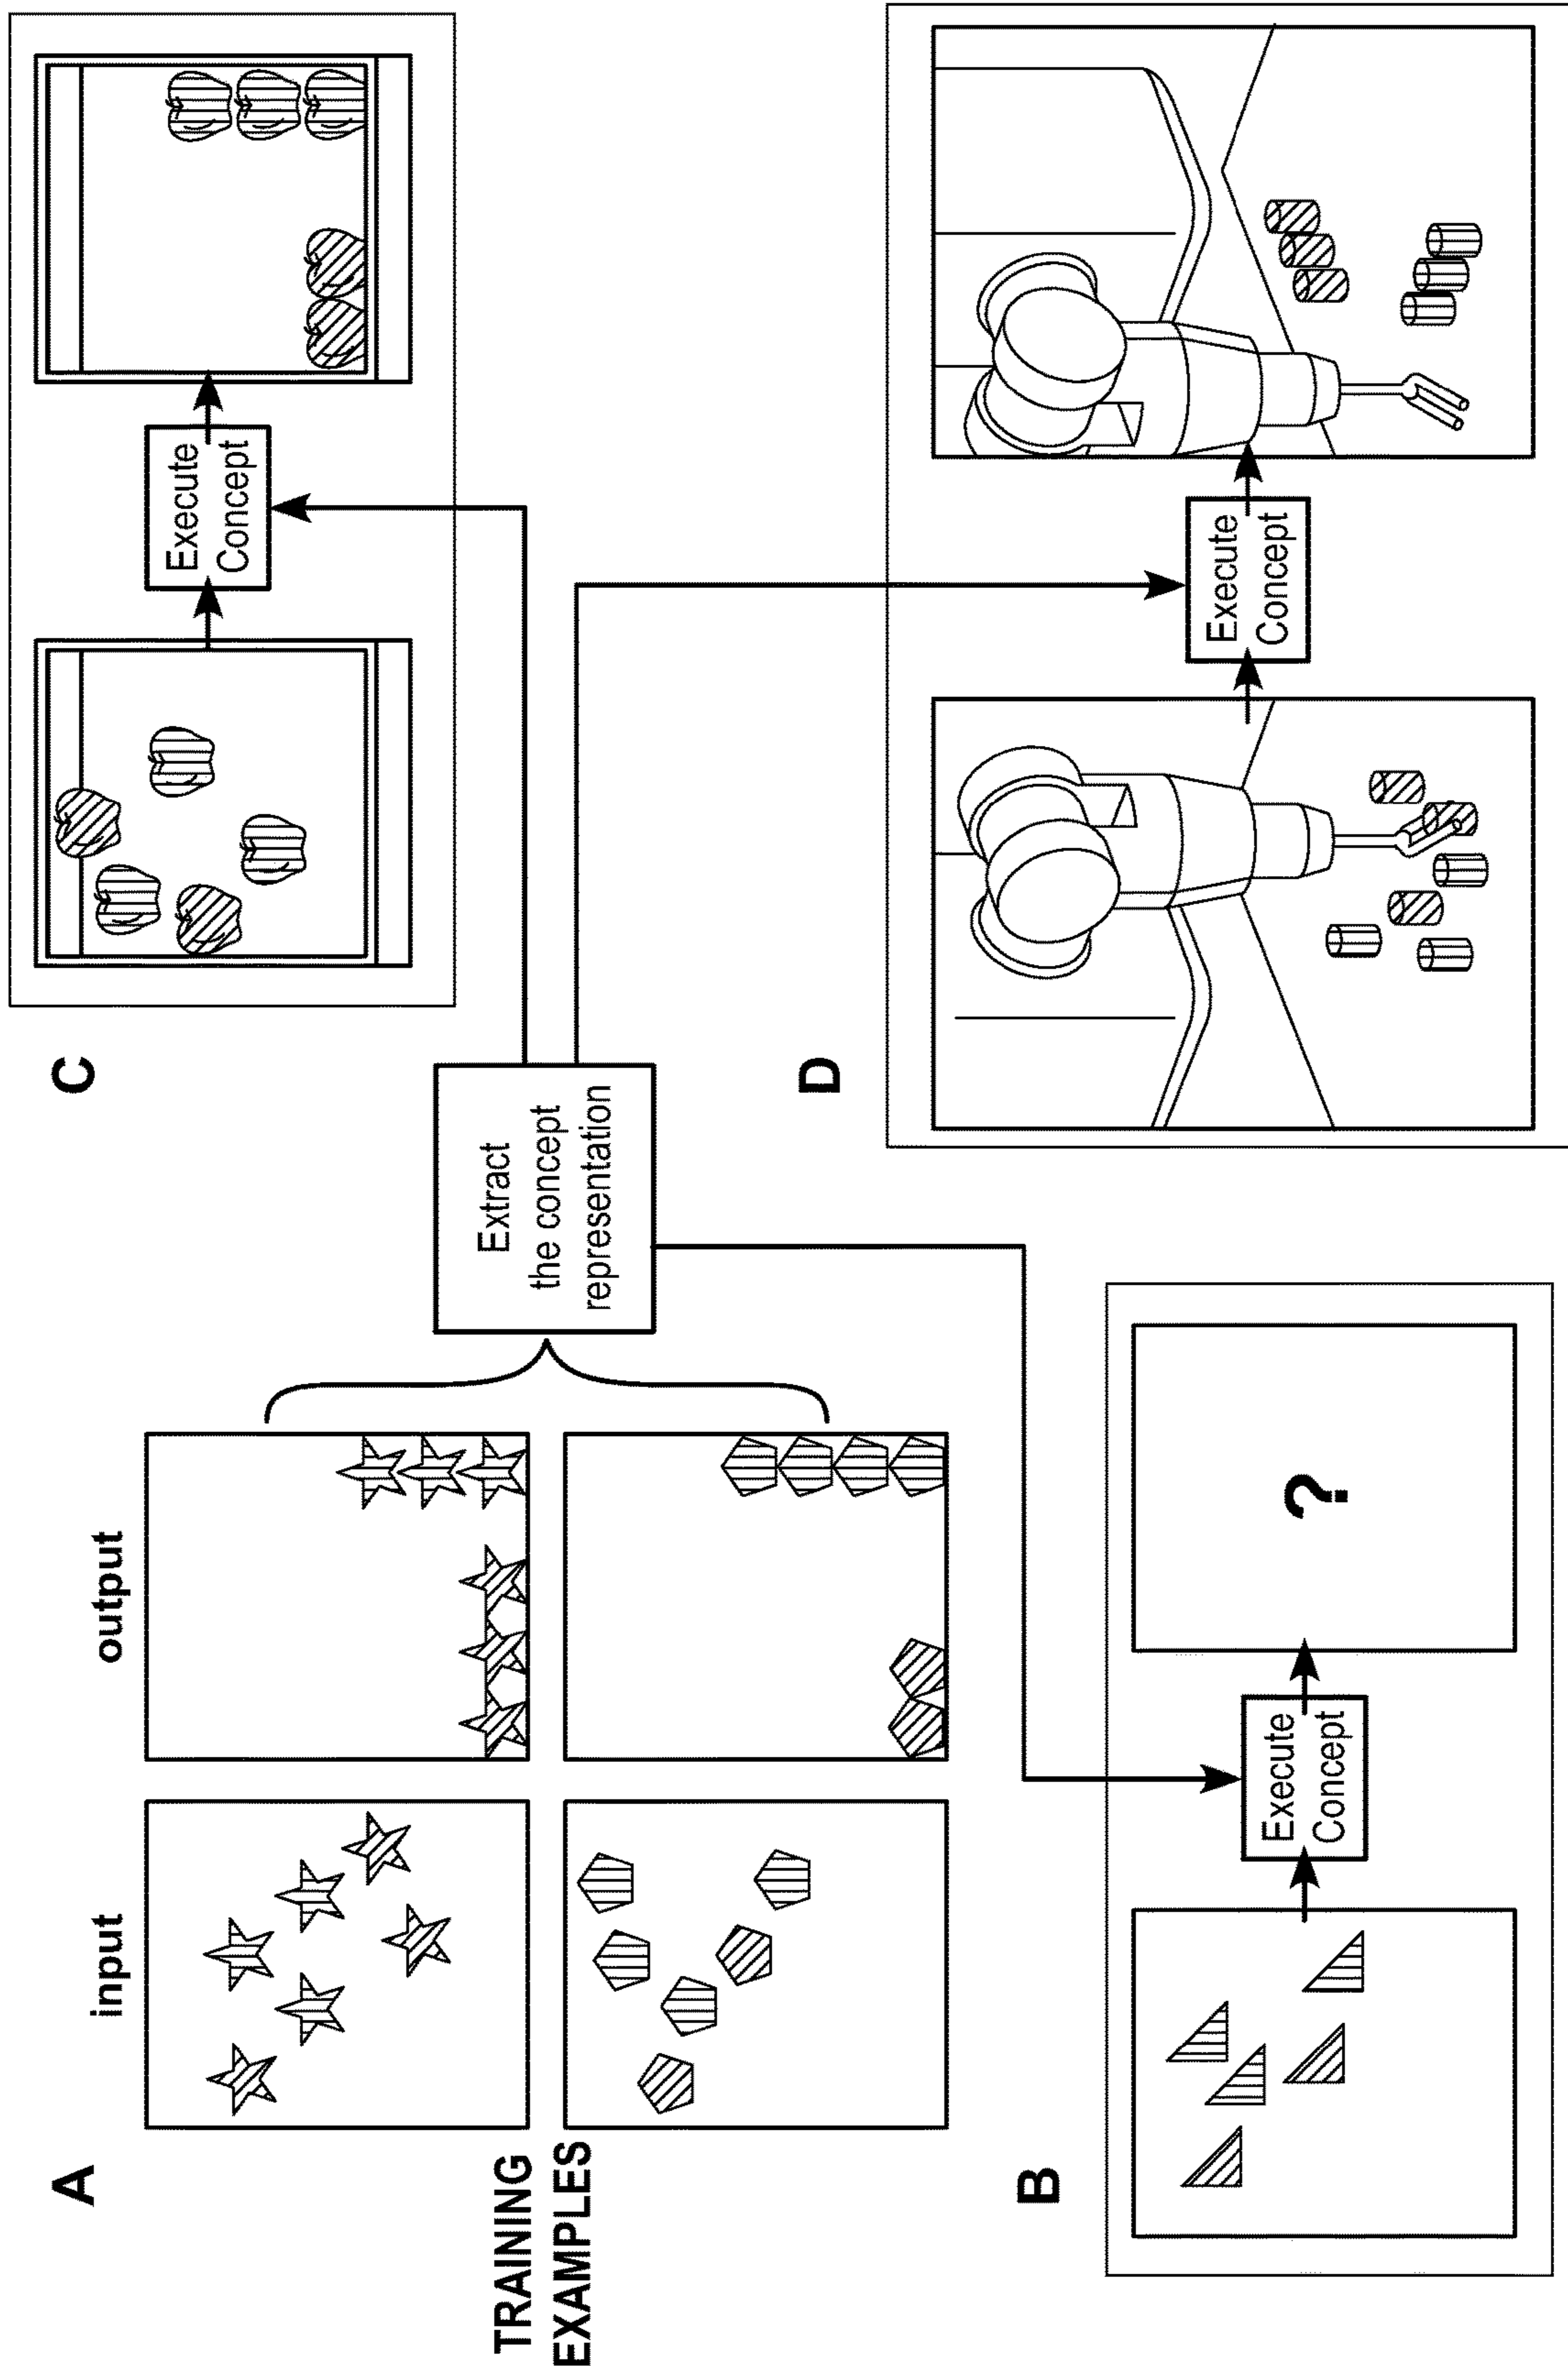 A
input
output
TRAINING
EXAMPLES
Extract
the concept
representation
B
Execute
Concept
?
C
Execute
Concept
D
Execute
Concept